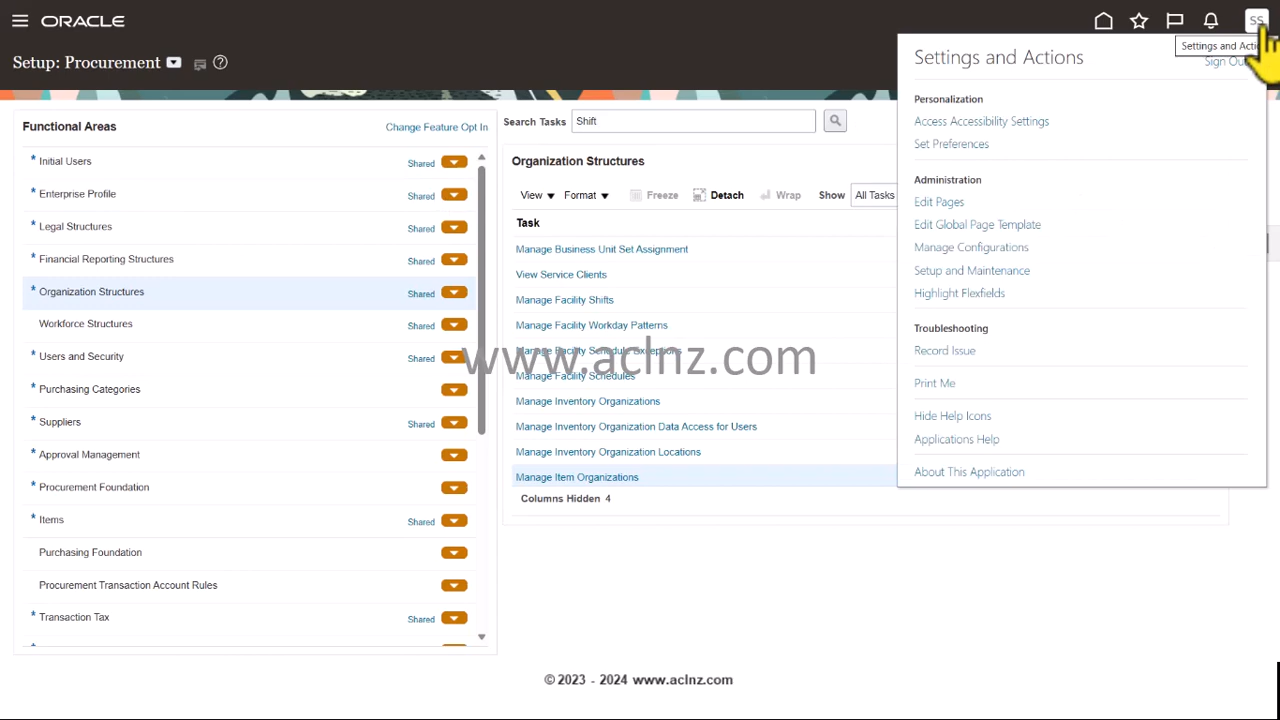 ORACLE
SS
Setup: Procurement
Settings and Actions
Sign Ou
Settings and Actions
Personalization
Access Accessibility Settings
Set Preferences
Administration
Edit Pages
Edit Global Page Template
Manage Configurations
Setup and Maintenance
Highlight Flexfields
Troubleshooting
Record Issue
Print Me
Hide Help Icons
Applications Help
About This Application
Functional Areas
Change Feature Opt In
* Initial Users Shared
* Enterprise Profile Shared
* Legal Structures Shared
* Financial Reporting Structures Shared
* Organization Structures Shared
Workforce Structures Shared
* Users and Security Shared
* Purchasing Categories
* Suppliers Shared
* Approval Management
* Procurement Foundation
* Items Shared
Purchasing Foundation
Procurement Transaction Account Rules
* Transaction Tax Shared
Search Tasks Shift
Organization Structures
View Format Freeze Detach Wrap Show All Tasks
Task
Manage Business Unit Set Assignment
View Service Clients
Manage Facility Shifts
Manage Facility Workday Patterns
Manage Facility Schedule Exceptions
Manage Facility Schedules
Manage Inventory Organizations
Manage Inventory Organization Data Access for Users
Manage Inventory Organization Locations
Manage Item Organizations
Columns Hidden 4
www.aclnz.com
© 2023 - 2024 www.aclnz.com